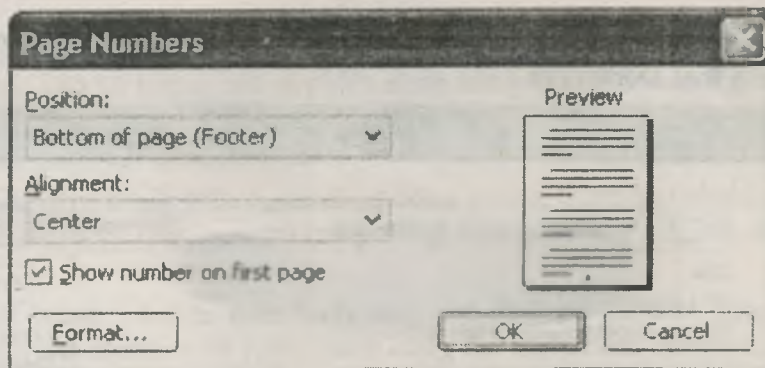 Page Numbers
Position:
Preview
Bottom of page (Footer)
Alignment:
Center
Show number on first page
Format...
OK
Cancel